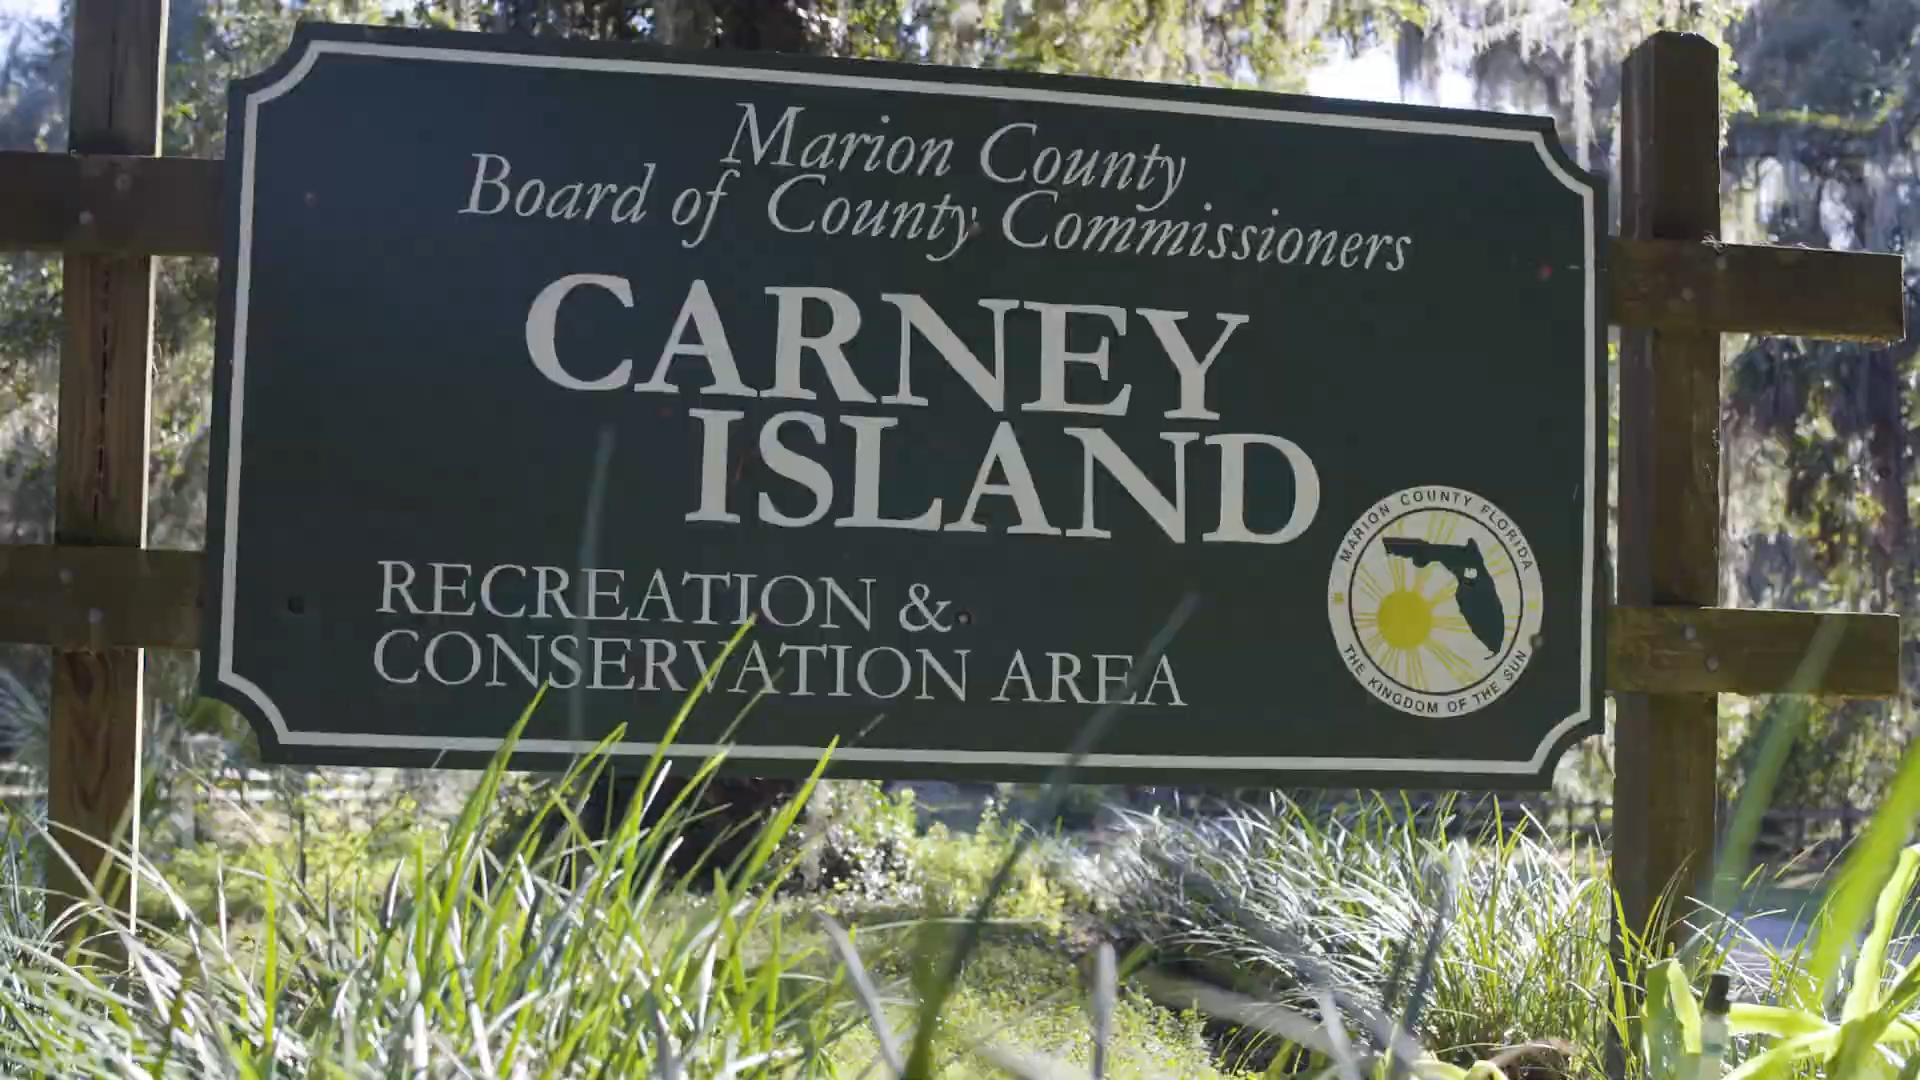 Marion County
Board of County Commissioners
CARNEY
ISLAND
RECREATION &
CONSERVATION AREA
MARION COUNTY FLORIDA
THE KINGDOM OF THE SUN